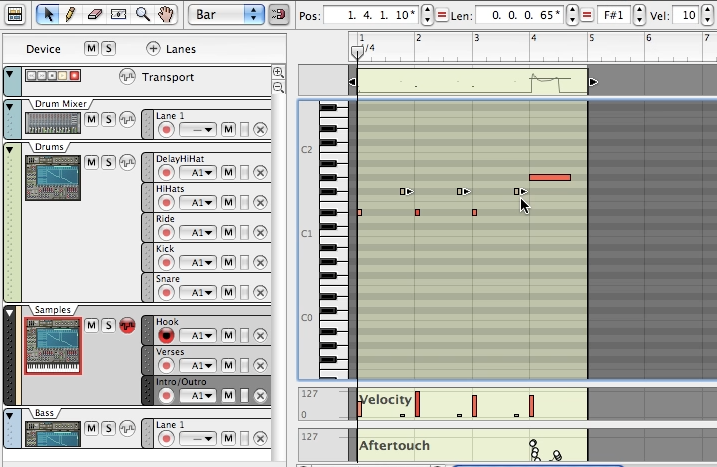 Bar Pos: 1. 4. 1. 10* = Len: 0. 0. 0. 65* = F#1 Vel: 10
Device M S + Lanes
1 2 3 4 5 6 7
1/4
Transport
Drum Mixer
M S Lane 1
— M
Drums
M S DelayHiHat
A1 M
HiHats
A1 M
Ride
A1 M
Kick
A1 M
Snare
A1 M
C2
C1
C0
Samples
M S Hook
A1 M
Verses
A1 M
Intro/Outro
A1 M
Bass
M S Lane 1
— M
127 Velocity
0
127 Aftertouch